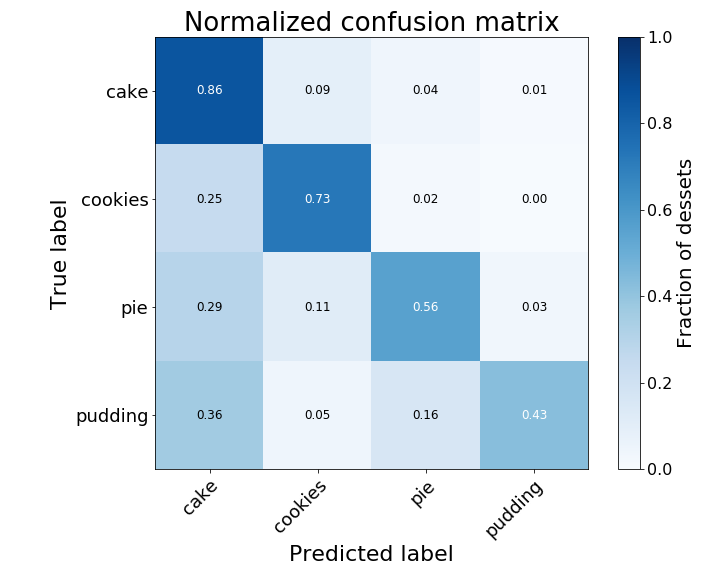 Normalized confusion matrix
True label
cake
0.86 0.09 0.04 0.01
cookies
0.25 0.73 0.02 0.00
pie
0.29 0.11 0.56 0.03
pudding
0.36 0.05 0.16 0.43
cake cookies pie pudding
Predicted label
1.0
0.8
0.6
0.4
0.2
0.0
Fraction of dessets